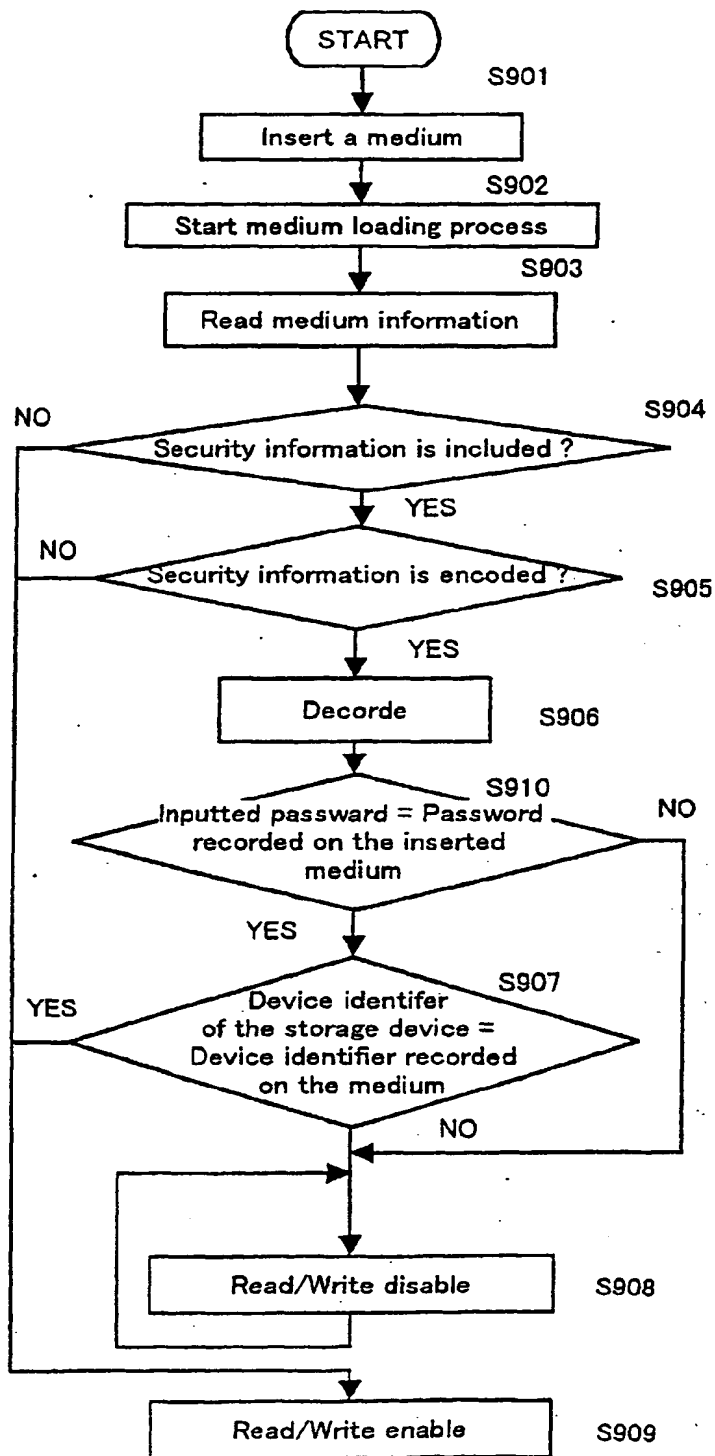 START
S901
Insert a medium
S902
Start medium loading process
S903
Read medium information
NO
S904
Security information is included ?
YES
NO
Security information is encoded ?
S905
YES
Decorde
S906
S910
Inputted passward = Password
recorded on the inserted
medium
NO
YES
S907
YES
Device identifer
of the storage device =
Device identifier recorded
on the medium
NO
Read/Write disable
S908
Read/Write enable
S909